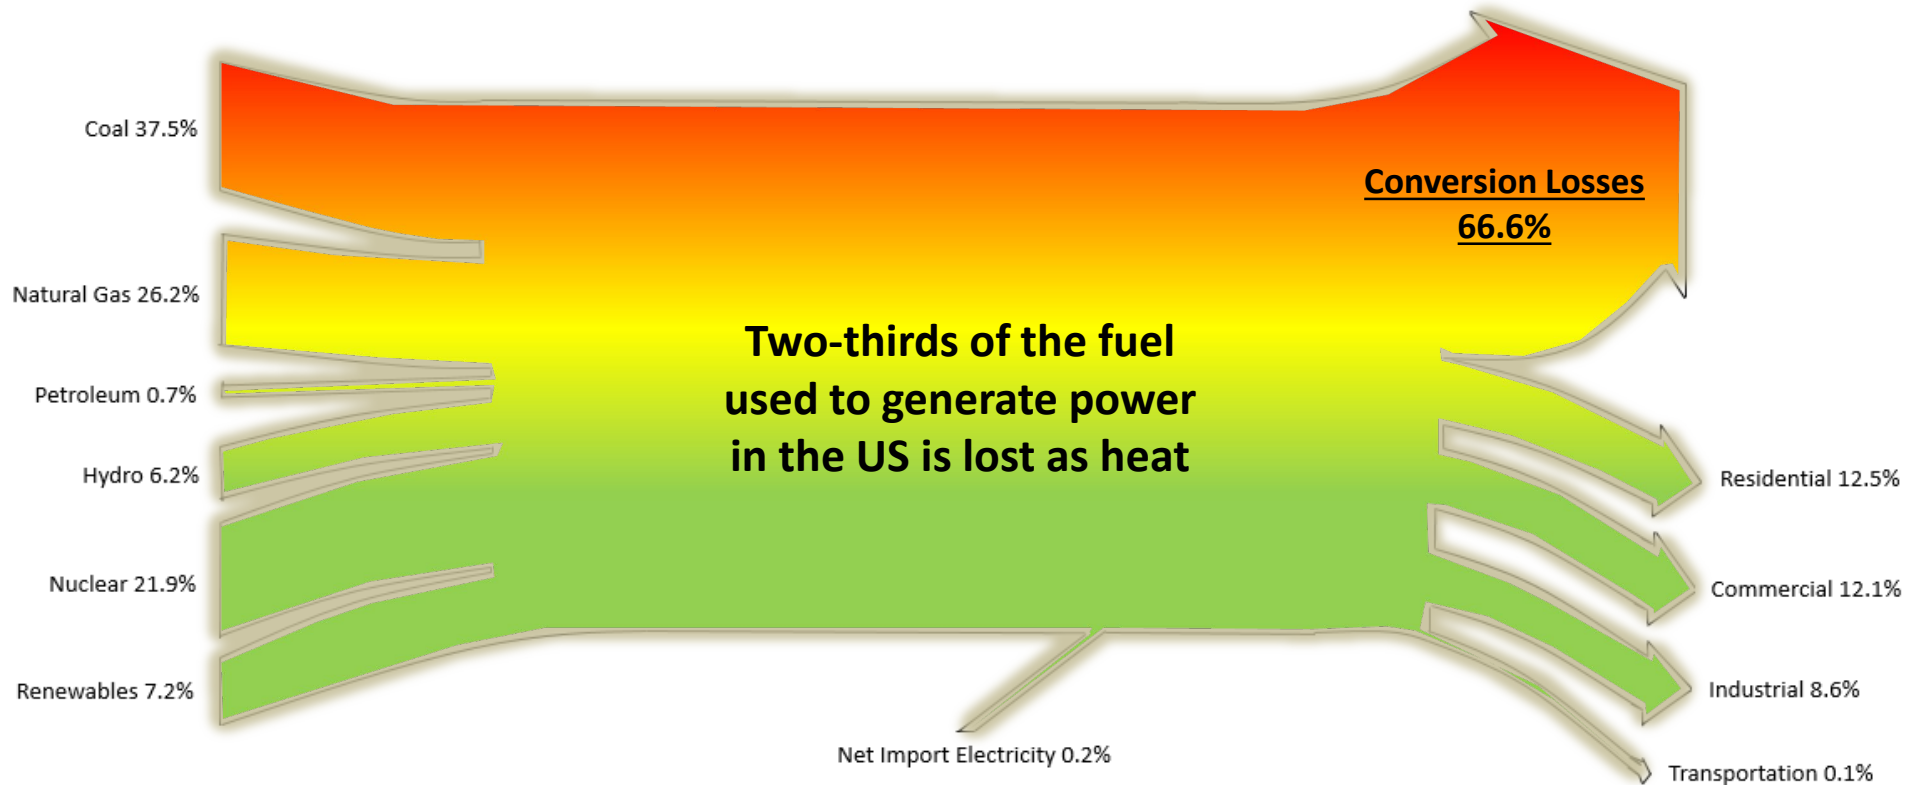 Coal 37.5%
Natural Gas 26.2%
Petroleum 0.7%
Hydro 6.2%
Nuclear 21.9%
Renewables 7.2%
Two-thirds of the fuel
used to generate power
in the US is lost as heat
Net Import Electricity 0.2%
Conversion Losses
66.6%
Residential 12.5%
Commercial 12.1%
Industrial 8.6%
Transportation 0.1%